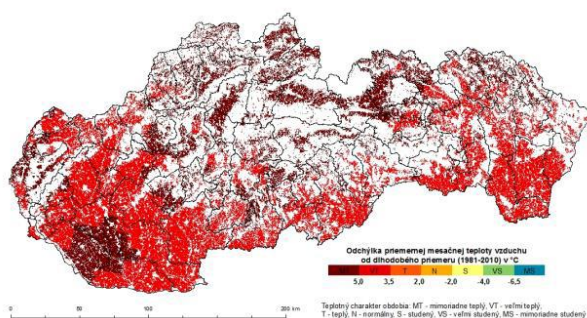 Odchýlka priemernej mesačnej teploty vzduchu
od dlhodobého priemeru (1981-2010) v °C
MT VT T N S VS MS
5,0 3,5 2,0 -2,0 -4,0 -5,5
0 50 100 200 km
Teplotný charakter obdobia: MT - mimoriadne teplý, VT - veľmi teplý,
T - teplý, N - normálny, S - studený, VS - veľmi studený, MS - mimoriadne studený